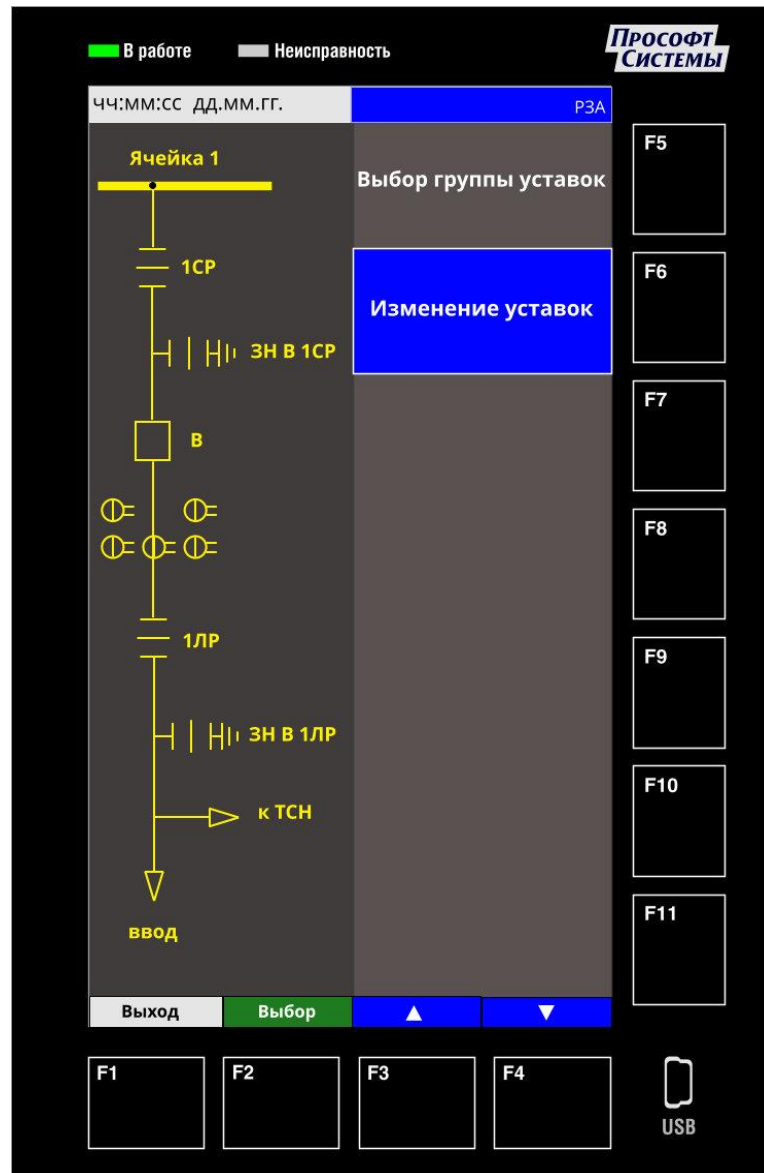 В работе
Неисправность
Прософт
Системы
чч:мм:сс дд.мм.гг.
РЗА
Ячейка 1
Выбор группы уставок
F5
1СР
Изменение уставок
F6
ЗН В 1СР
F7
В
F8
1ЛР
F9
ЗН В 1ЛР
F10
к ТСН
F11
ввод
Выход
Выбор
▲
▼
F1
F2
F3
F4
USB